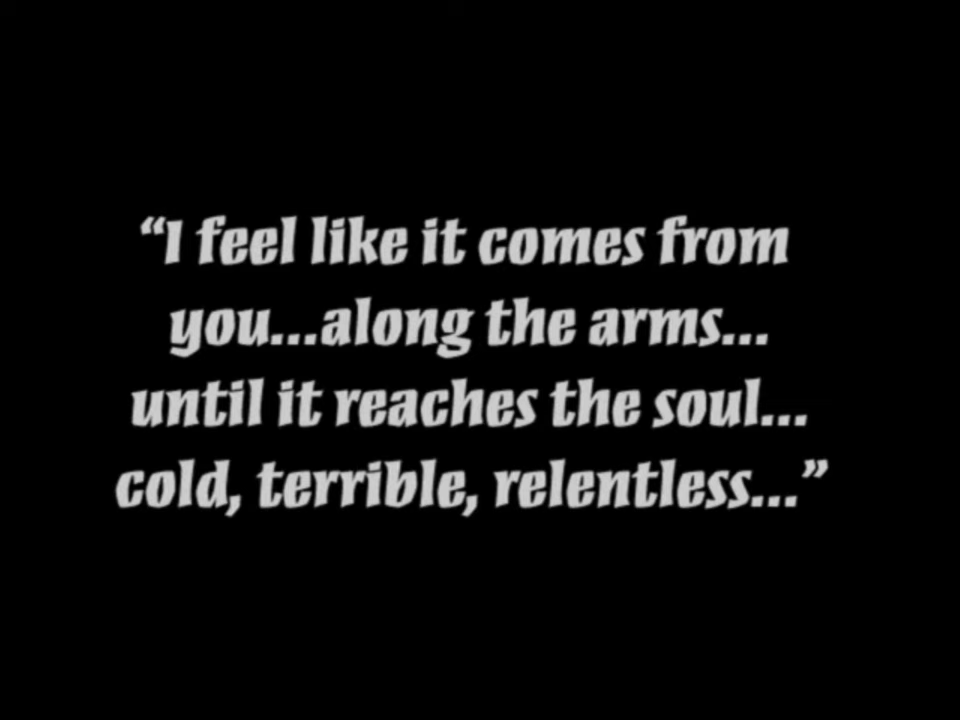 “I feel like it comes from
you...along the arms...
until it reaches the soul...
cold, terrible, relentless...”